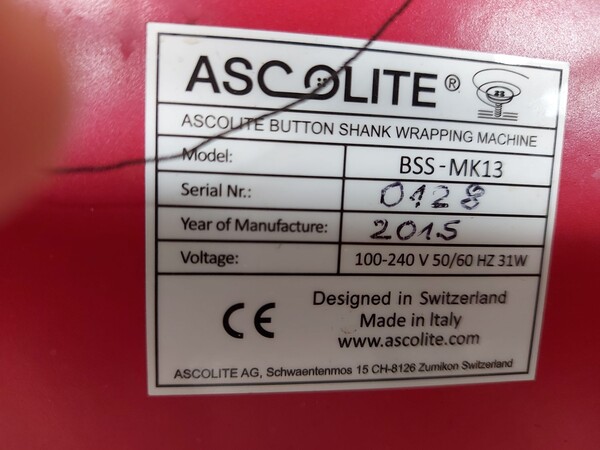 ASCOLITE®
ASCOLITE BUTTON SHANK WRAPPING MACHINE
Model: BSS-MK13
Serial Nr.: 0128
Year of Manufacture: 2015
Voltage: 100-240 V 50/60 HZ 31W
CE
Designed in Switzerland
Made in Italy
www.ascolite.com
ASCOLITE AG, Schwaentenmos 15 CH-8126 Zumikon Switzerland